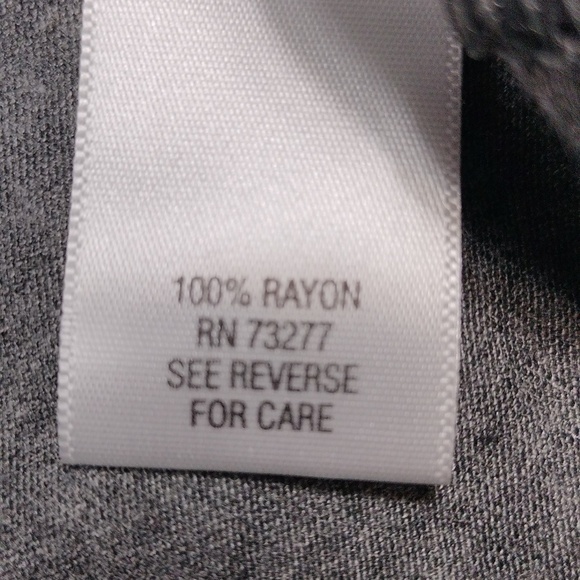 100% RAYON
RN 73277
SEE REVERSE
FOR CARE